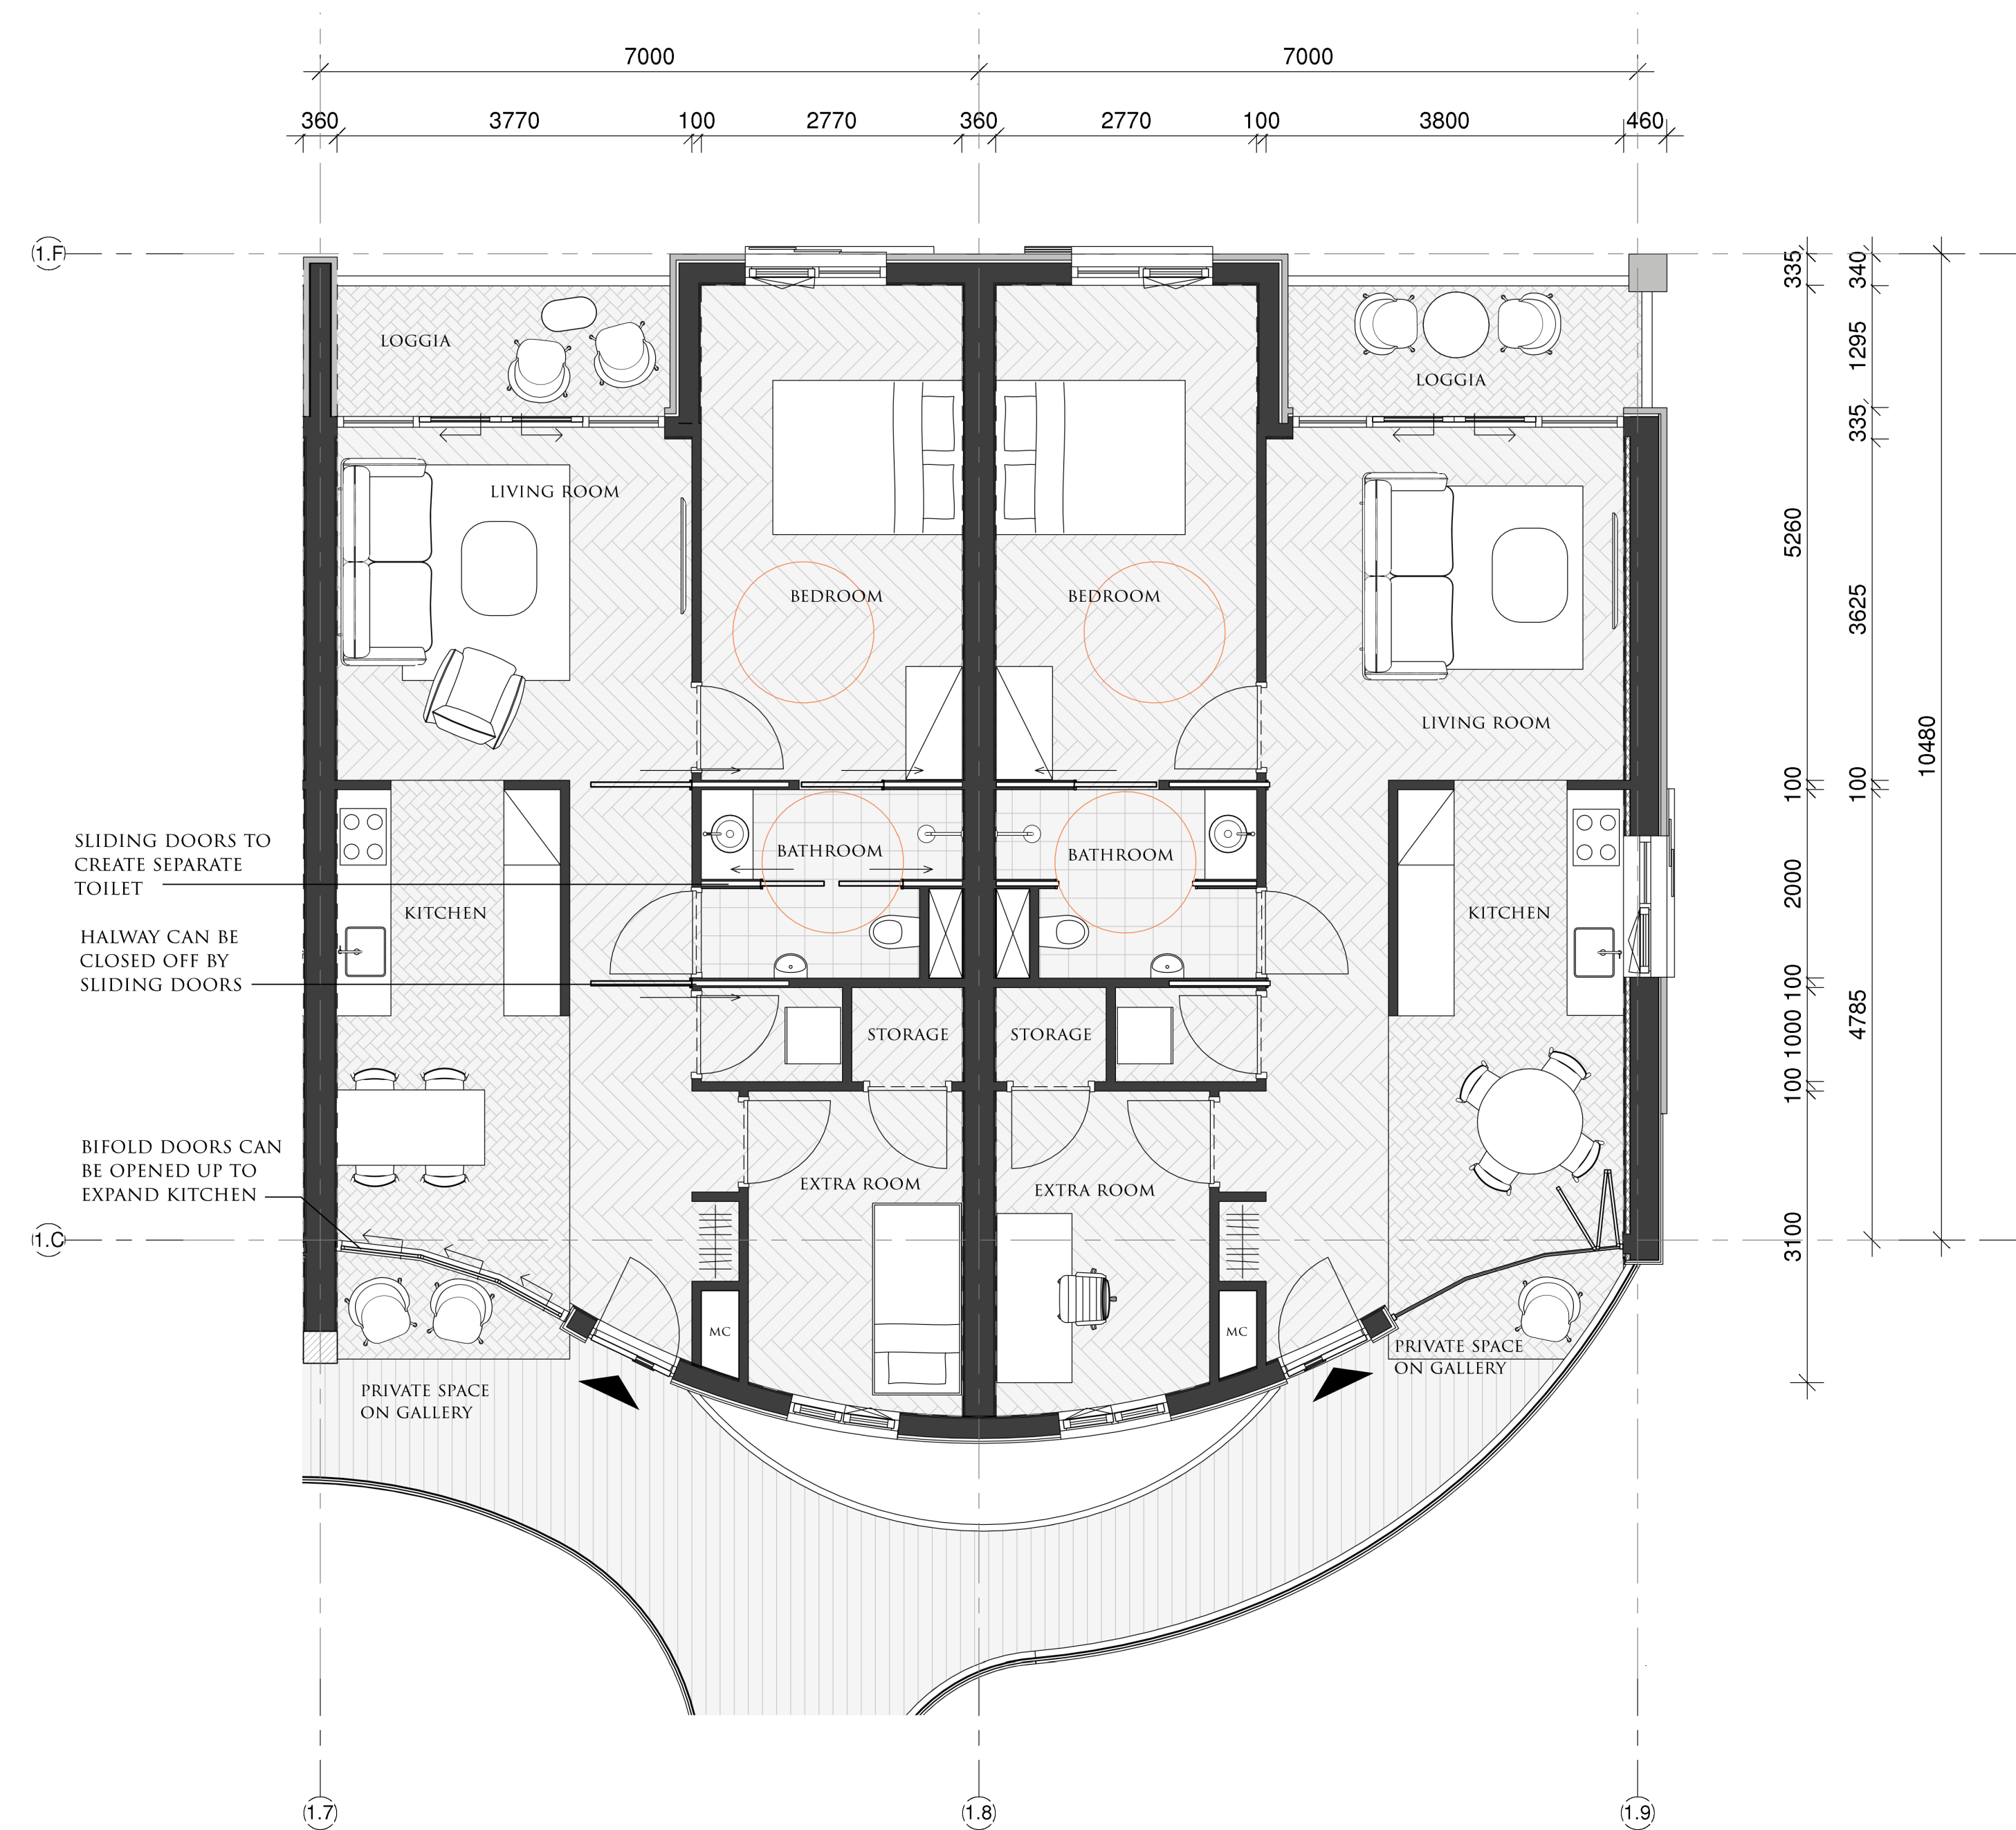 7000
7000
360
3770
100
2770
360
2770
100
3800
460
1.F
335
340
1295
335
LOGGIA
LOGGIA
LIVING ROOM
5260
3625
BEDROOM
BEDROOM
LIVING ROOM
10480
100
100
SLIDING DOORS TO
CREATE SEPARATE
TOILET
BATHROOM
BATHROOM
2000
KITCHEN
KITCHEN
HALWAY CAN BE
CLOSED OFF BY
SLIDING DOORS
100
4785
STORAGE
STORAGE
1000
100
BIFOLD DOORS CAN
BE OPENED UP TO
EXPAND KITCHEN
EXTRA ROOM
EXTRA ROOM
1.C
3100
MC
MC
PRIVATE SPACE
ON GALLERY
PRIVATE SPACE
ON GALLERY
1.7
1.8
1.9